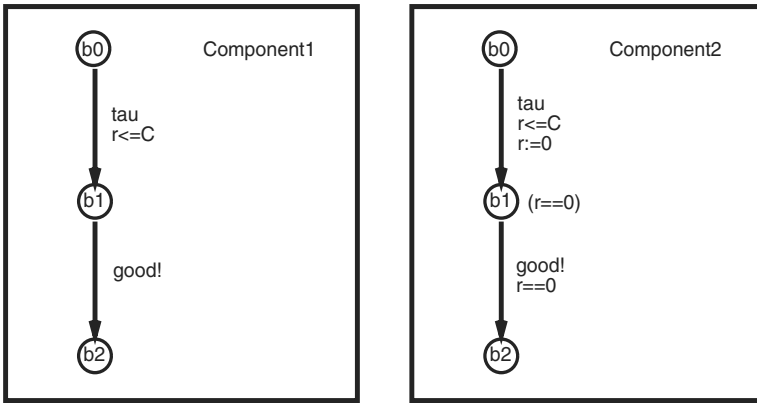 b0
Component1
tau
r<=C
b1
good!
b2
b0
Component2
tau
r<=C
r:=0
b1 (r==0)
good!
r==0
b2